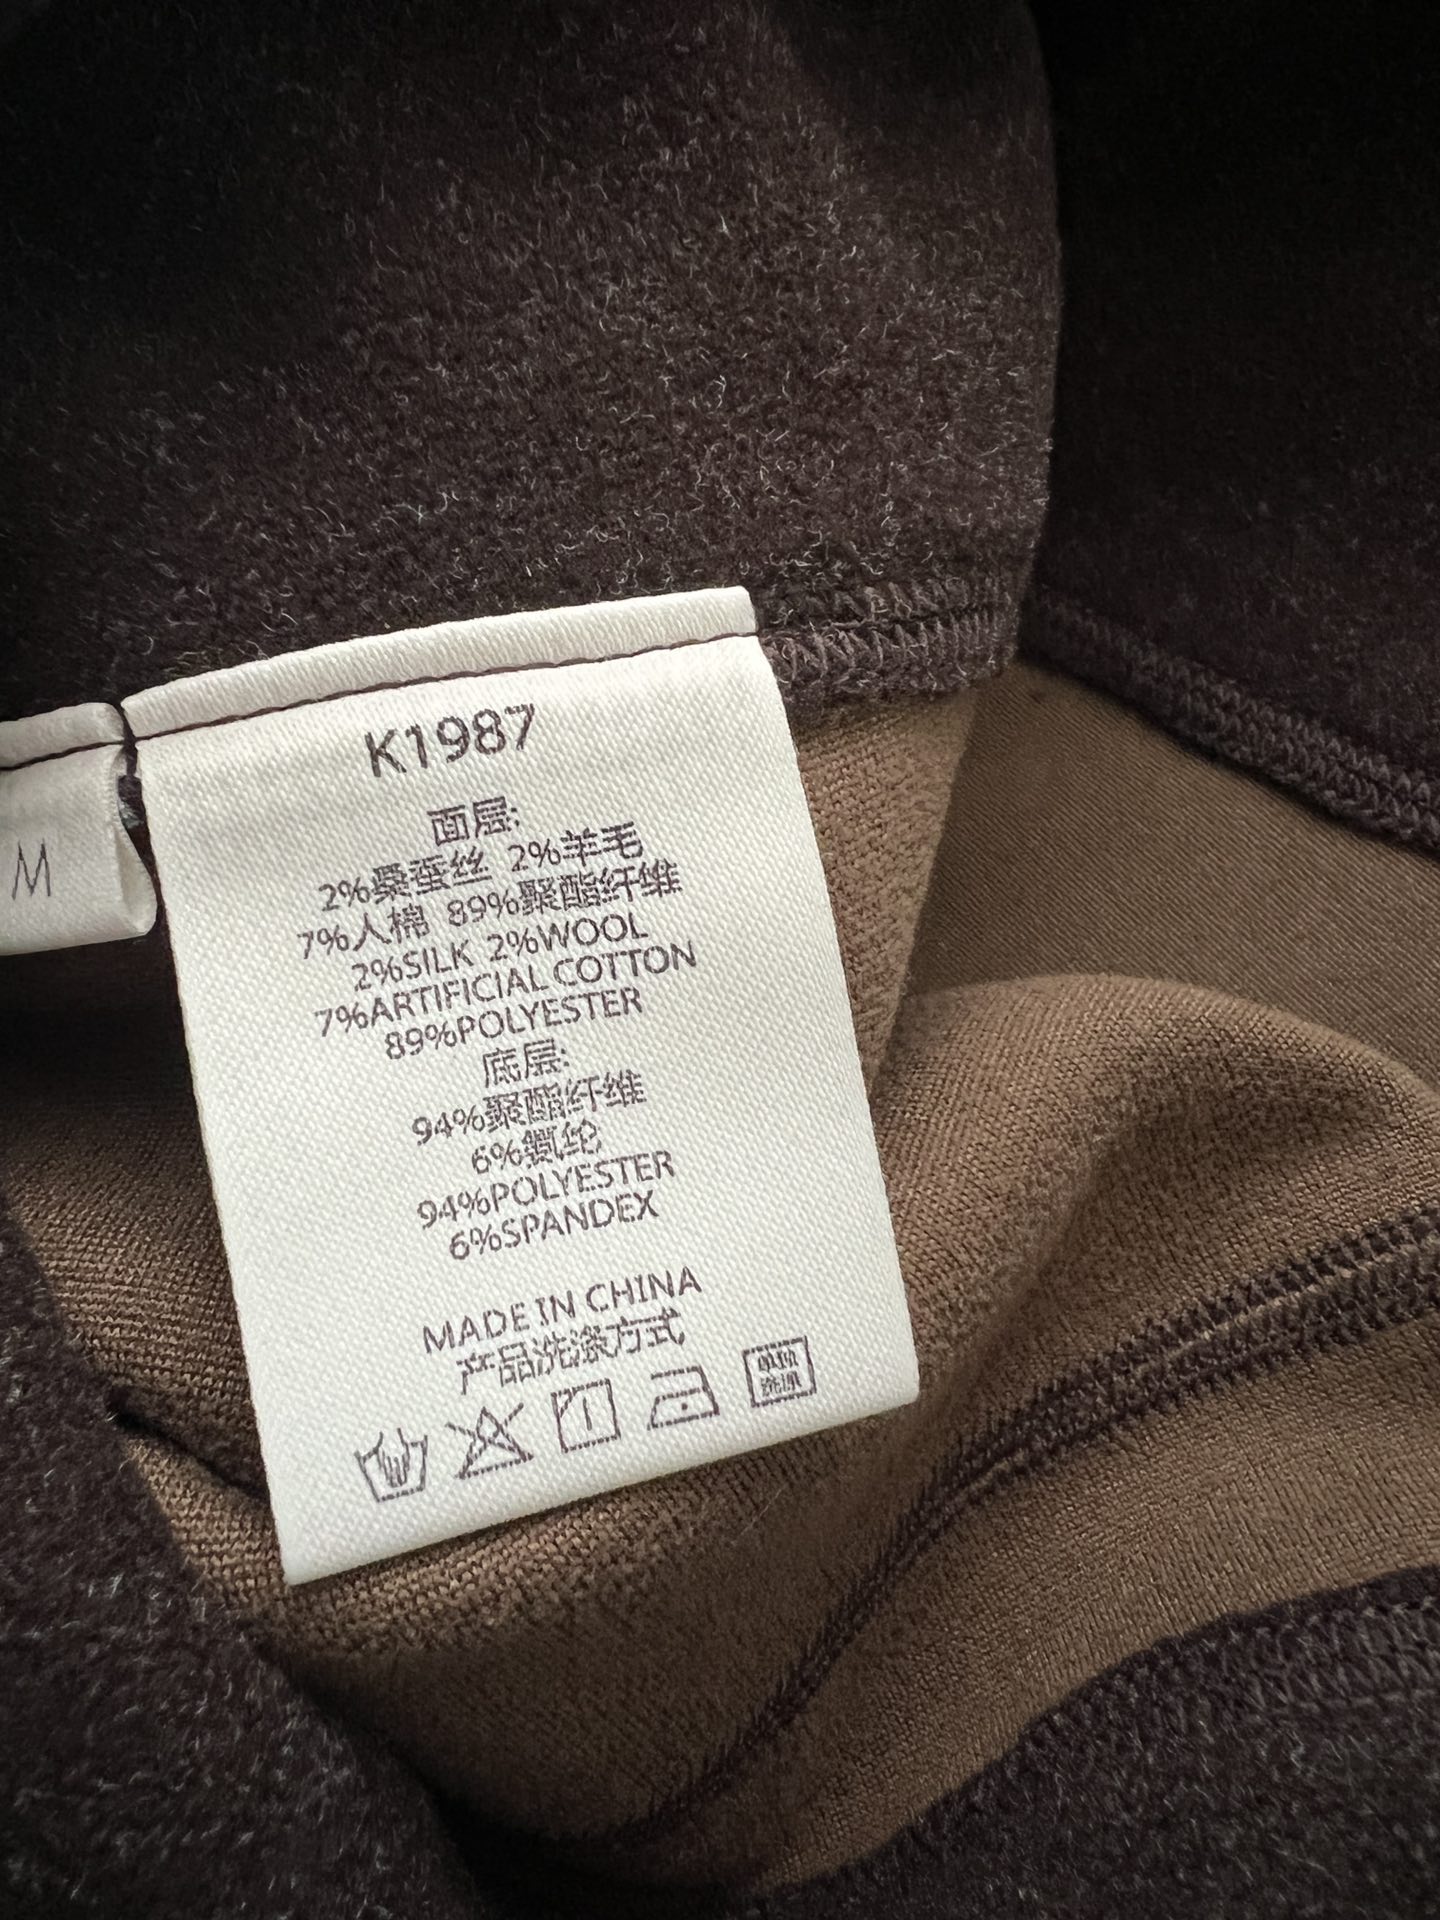 M
K1987
面层:
2%桑蚕丝 2%羊毛
7%人棉 89%聚酯纤维
2%SILK 2%WOOL
7%ARTIFICIAL COTTON
89%POLYESTER
底层:
94%聚酯纤维
6%氨纶
94%POLYESTER
6%SPANDEX
MADE IN CHINA
产品洗涤方式
单独
洗涤